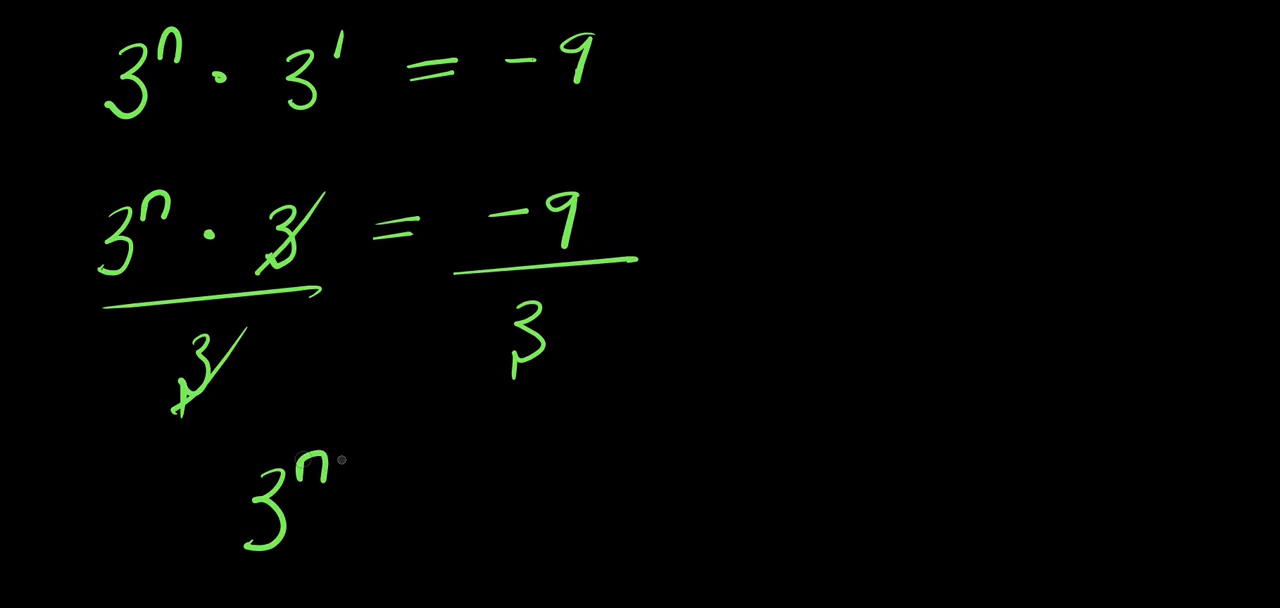 3ⁿ · 3¹ = -9
3ⁿ · 3 = -9
3 3
3ⁿ